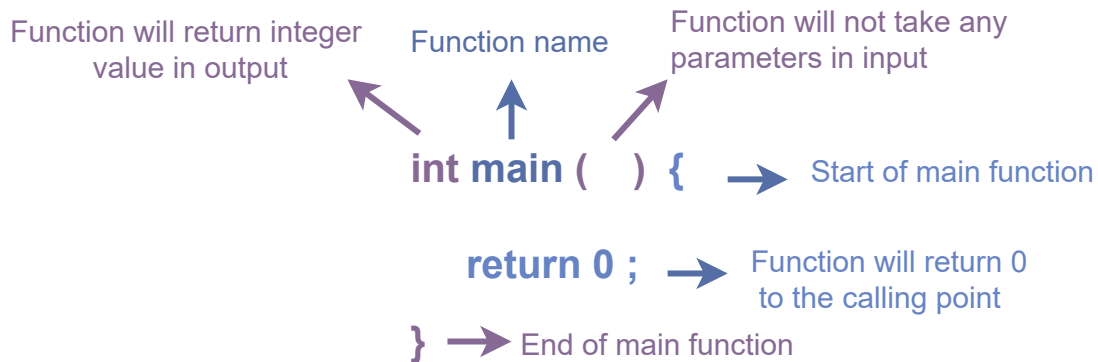 Function will return integer
value in output
Function name
Function will not take any
parameters in input
int main (   )  {
Start of main function
return 0 ;
Function will return 0
to the calling point
}
End of main function